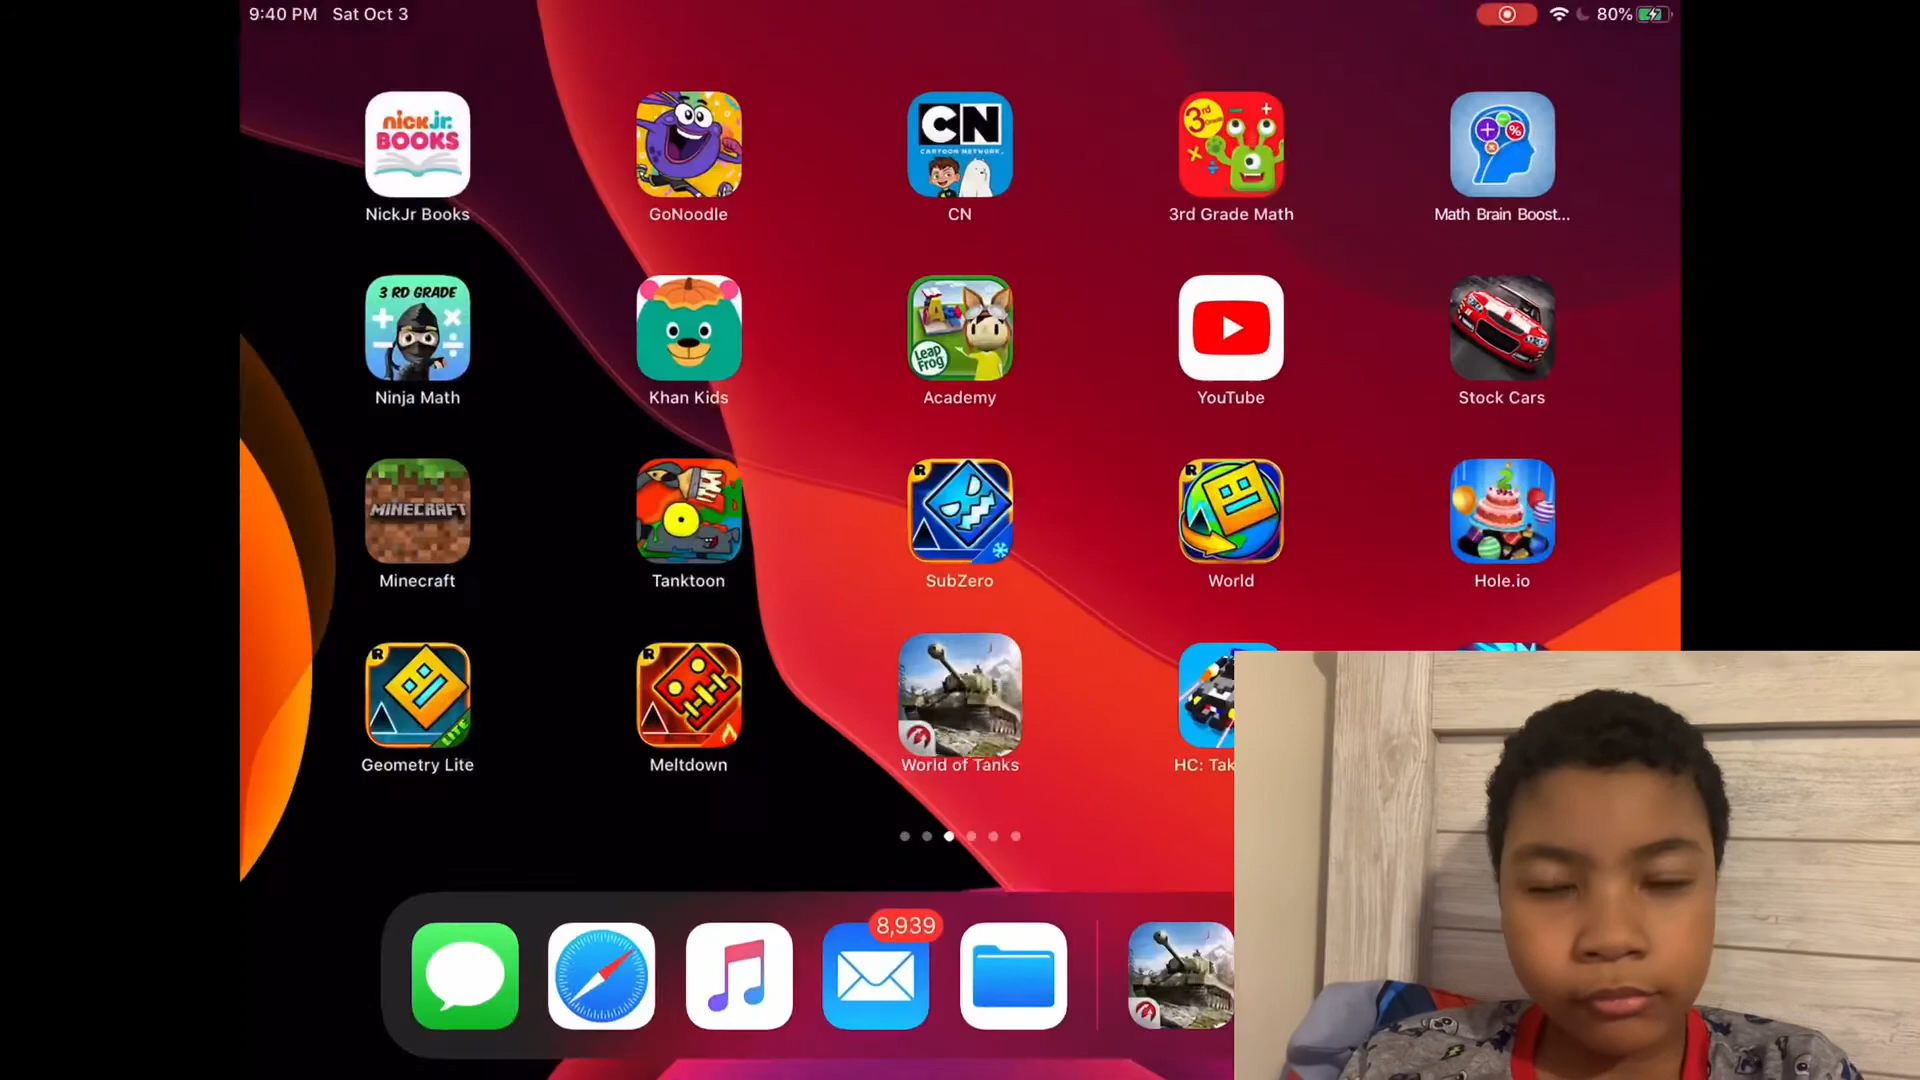 9:40 PM Sat Oct 3
80%
nick jr.
BOOKS
CN
CARTOON NETWORK
3rd
Grade
NickJr Books
GoNoodle
CN
3rd Grade Math
Math Brain Boost...
3 RD GRADE
Leap
Frog
Ninja Math
Khan Kids
Academy
YouTube
Stock Cars
MINECRAFT
R
R
2
Minecraft
Tanktoon
SubZero
World
Hole.io
R
LITE
R
Geometry Lite
Meltdown
World of Tanks
HC: Tak
8,939